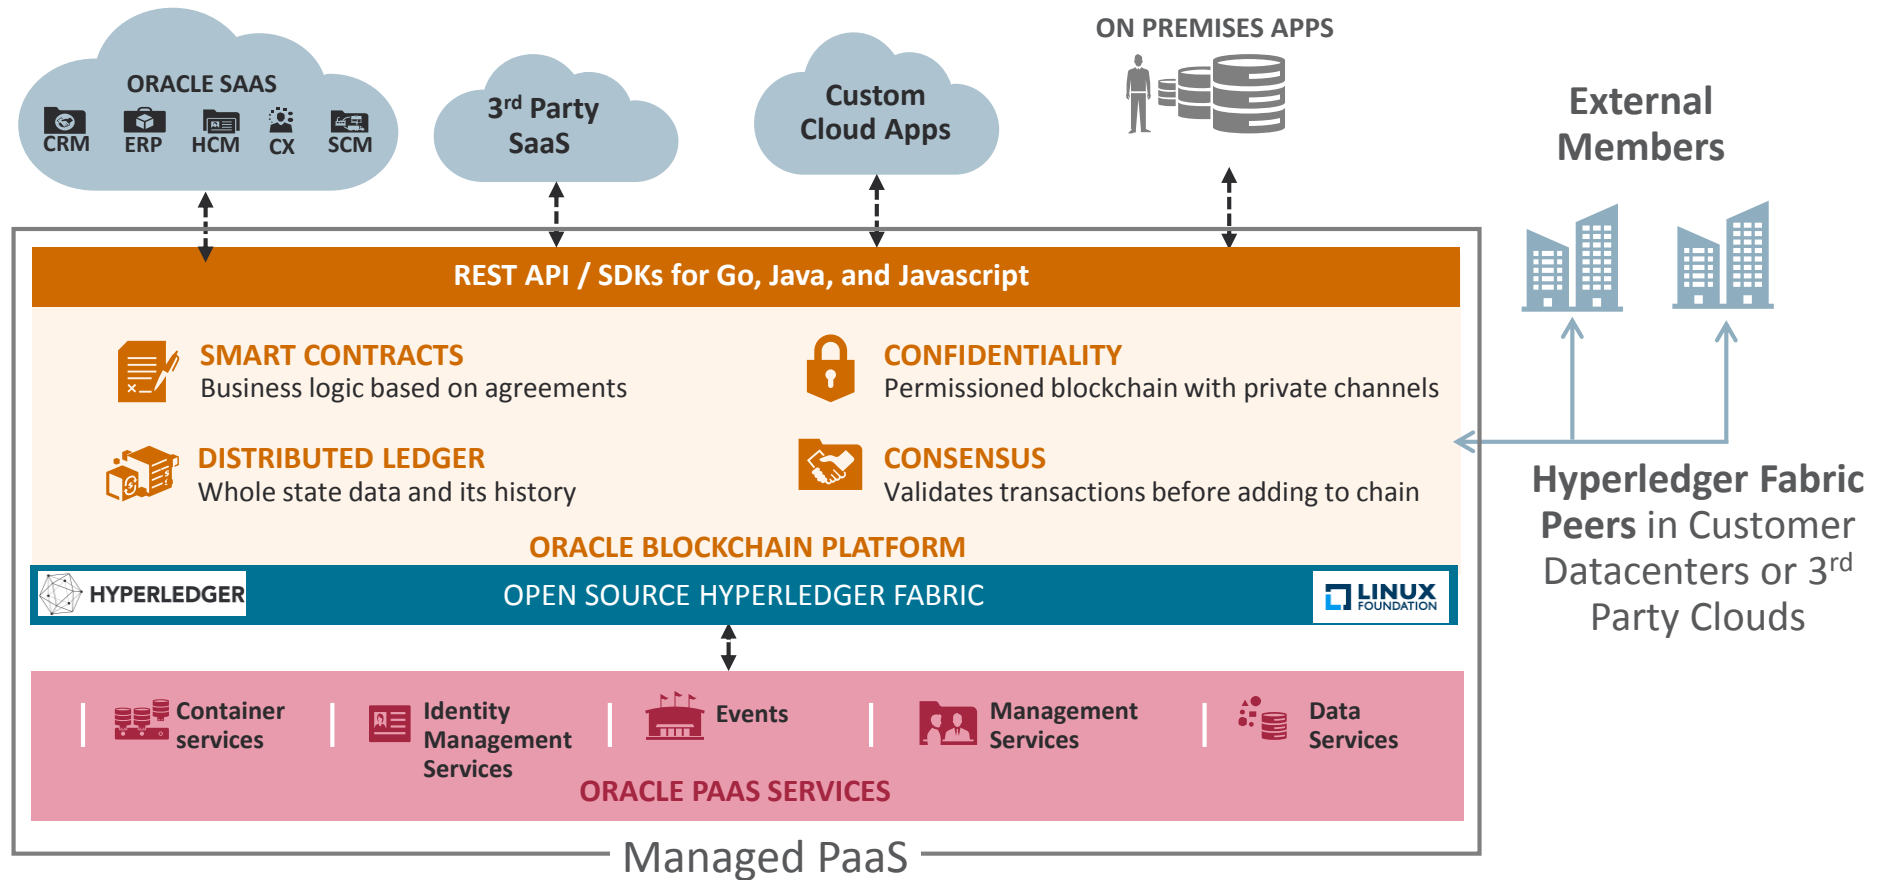 ORACLE SAAS
CRM
ERP
HCM
CX
SCM
3rd Party
SaaS
Custom
Cloud Apps
ON PREMISES APPS
External
Members
REST API / SDKs for Go, Java, and Javascript
SMART CONTRACTS
Business logic based on agreements
CONFIDENTIALITY
Permissioned blockchain with private channels
DISTRIBUTED LEDGER
Whole state data and its history
CONSENSUS
Validates transactions before adding to chain
ORACLE BLOCKCHAIN PLATFORM
Hyperledger Fabric
Peers in Customer
Datacenters or 3rd
Party Clouds
HYPERLEDGER
OPEN SOURCE HYPERLEDGER FABRIC
LINUX
FOUNDATION
Container
services
Identity
Management
Services
Events
Management
Services
Data
Services
ORACLE PAAS SERVICES
Managed PaaS